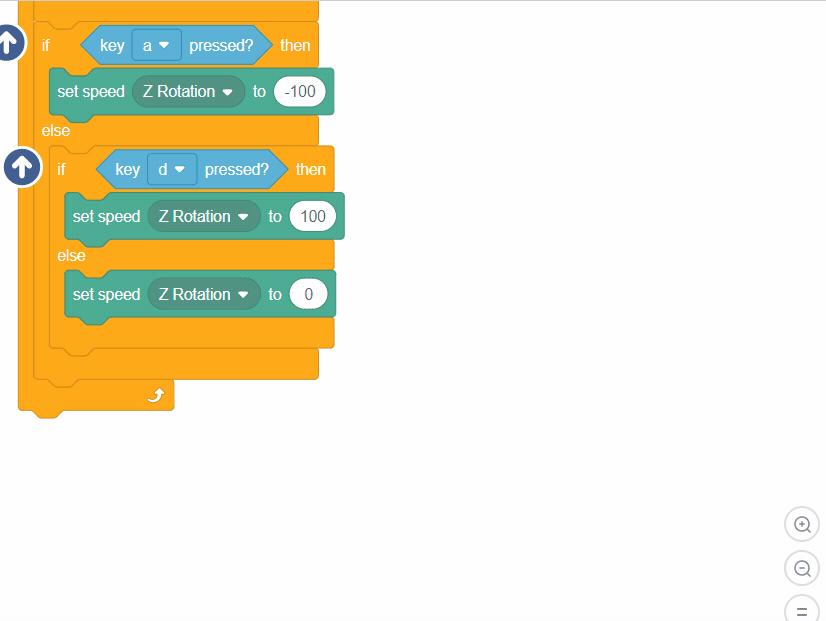 if key a pressed? then
set speed Z Rotation to -100
else
if key d pressed? then
set speed Z Rotation to 100
else
set speed Z Rotation to 0